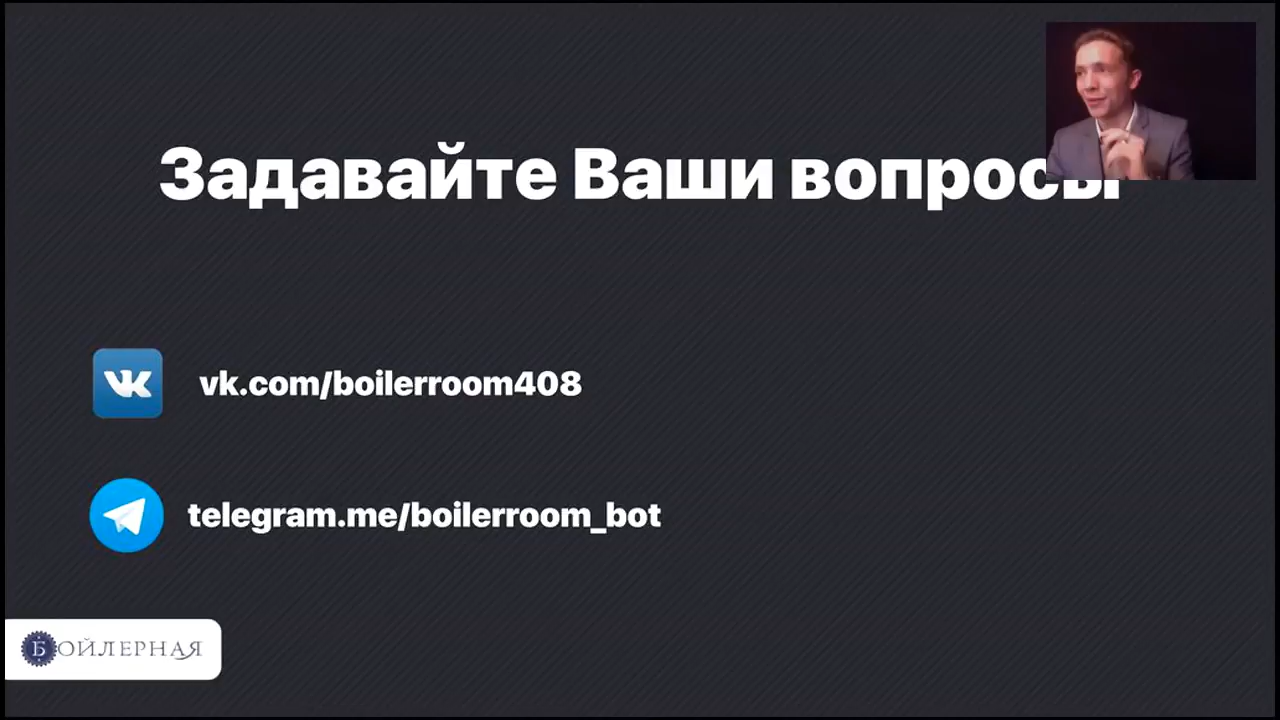 Задавайте Ваши вопросы
vk.com/boilerroom408
telegram.me/boilerroom_bot
БОЙЛЕРНАЯ